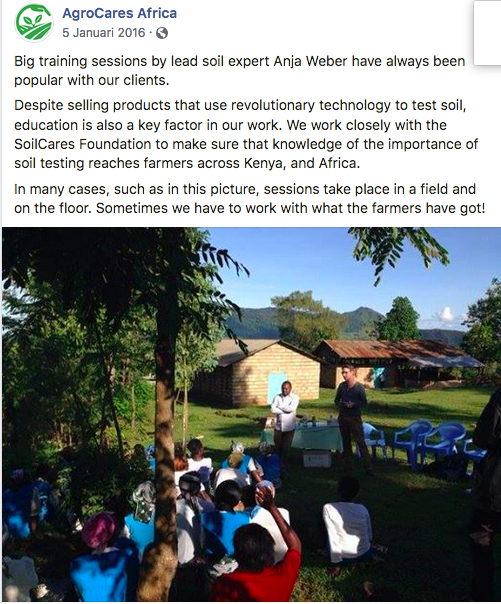 AgroCares Africa
5 Januari 2016 ·
Big training sessions by lead soil expert Anja Weber have always been
popular with our clients.
Despite selling products that use revolutionary technology to test soil,
education is also a key factor in our work. We work closely with the
SoilCares Foundation to make sure that knowledge of the importance of
soil testing reaches farmers across Kenya, and Africa.
In many cases, such as in this picture, sessions take place in a field and
on the floor. Sometimes we have to work with what the farmers have got!